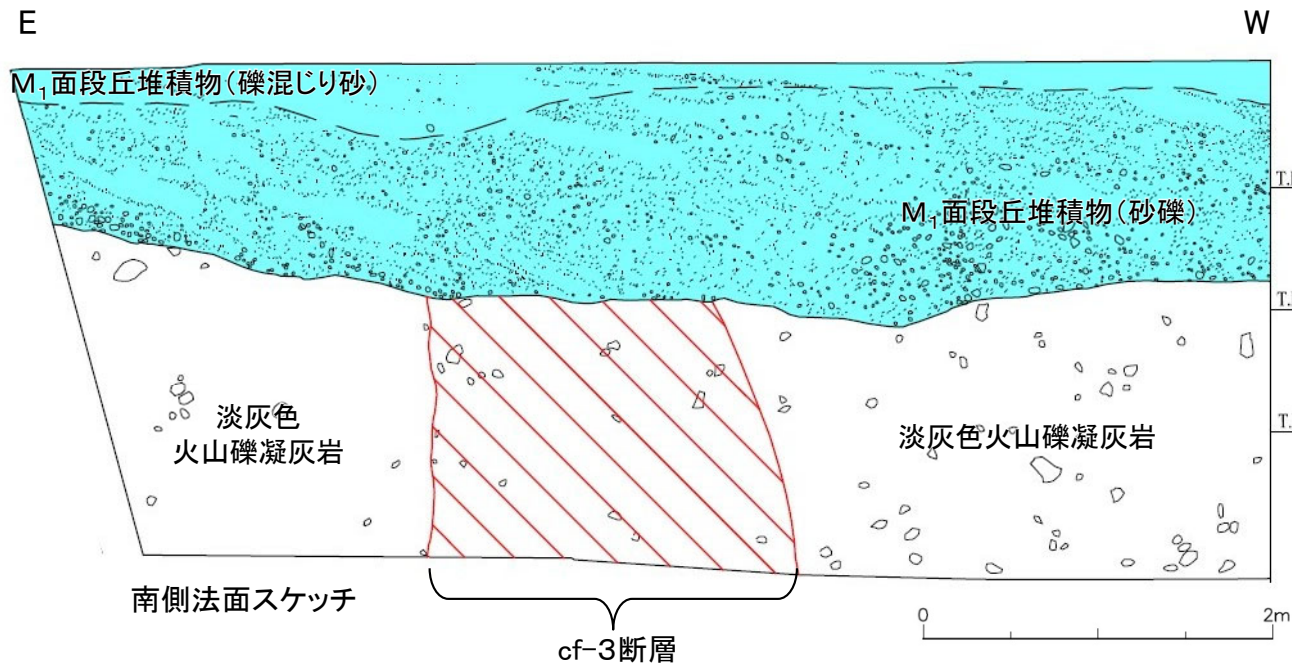 E
W
M₁面段丘堆積物(礫混じり砂)
T.
M₁面段丘堆積物(砂礫)
T.
淡灰色
火山礫凝灰岩
淡灰色火山礫凝灰岩
T.
南側法面スケッチ
cf-3断層
0
2m